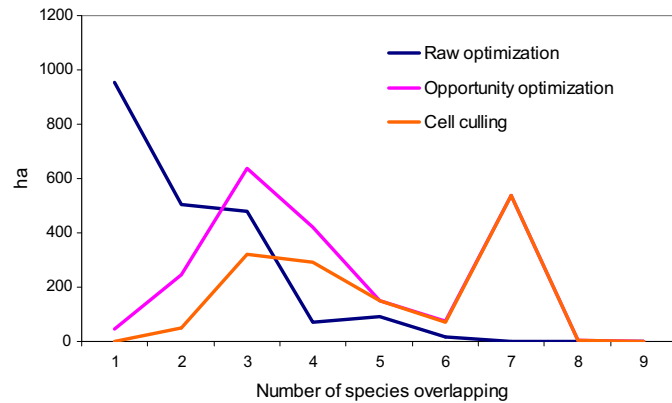 1200
1000
800
600
400
200
0
ha
Raw optimization
Opportunity optimization
Cell culling
1 2 3 4 5 6 7 8 9
Number of species overlapping